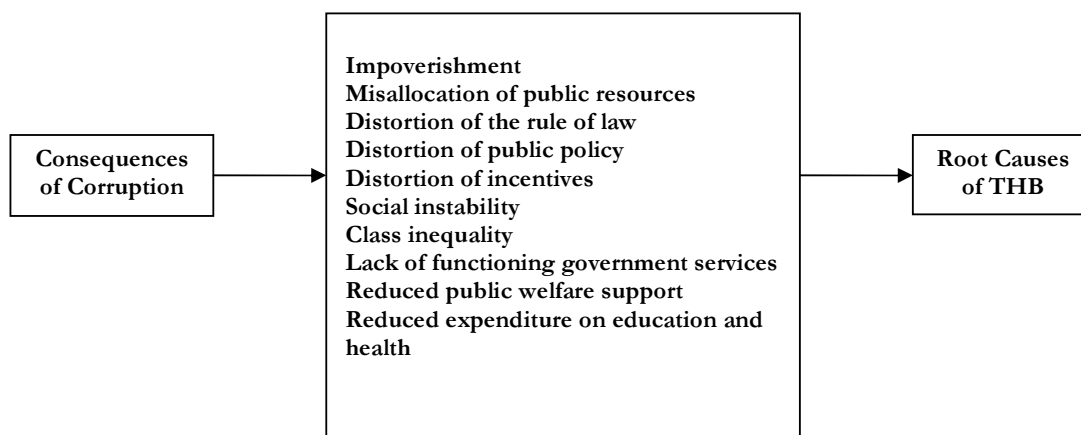 Consequences
of Corruption
Impoverishment
Misallocation of public resources
Distortion of the rule of law
Distortion of public policy
Distortion of incentives
Social instability
Class inequality
Lack of functioning government services
Reduced public welfare support
Reduced expenditure on education and
health
Root Causes
of THB